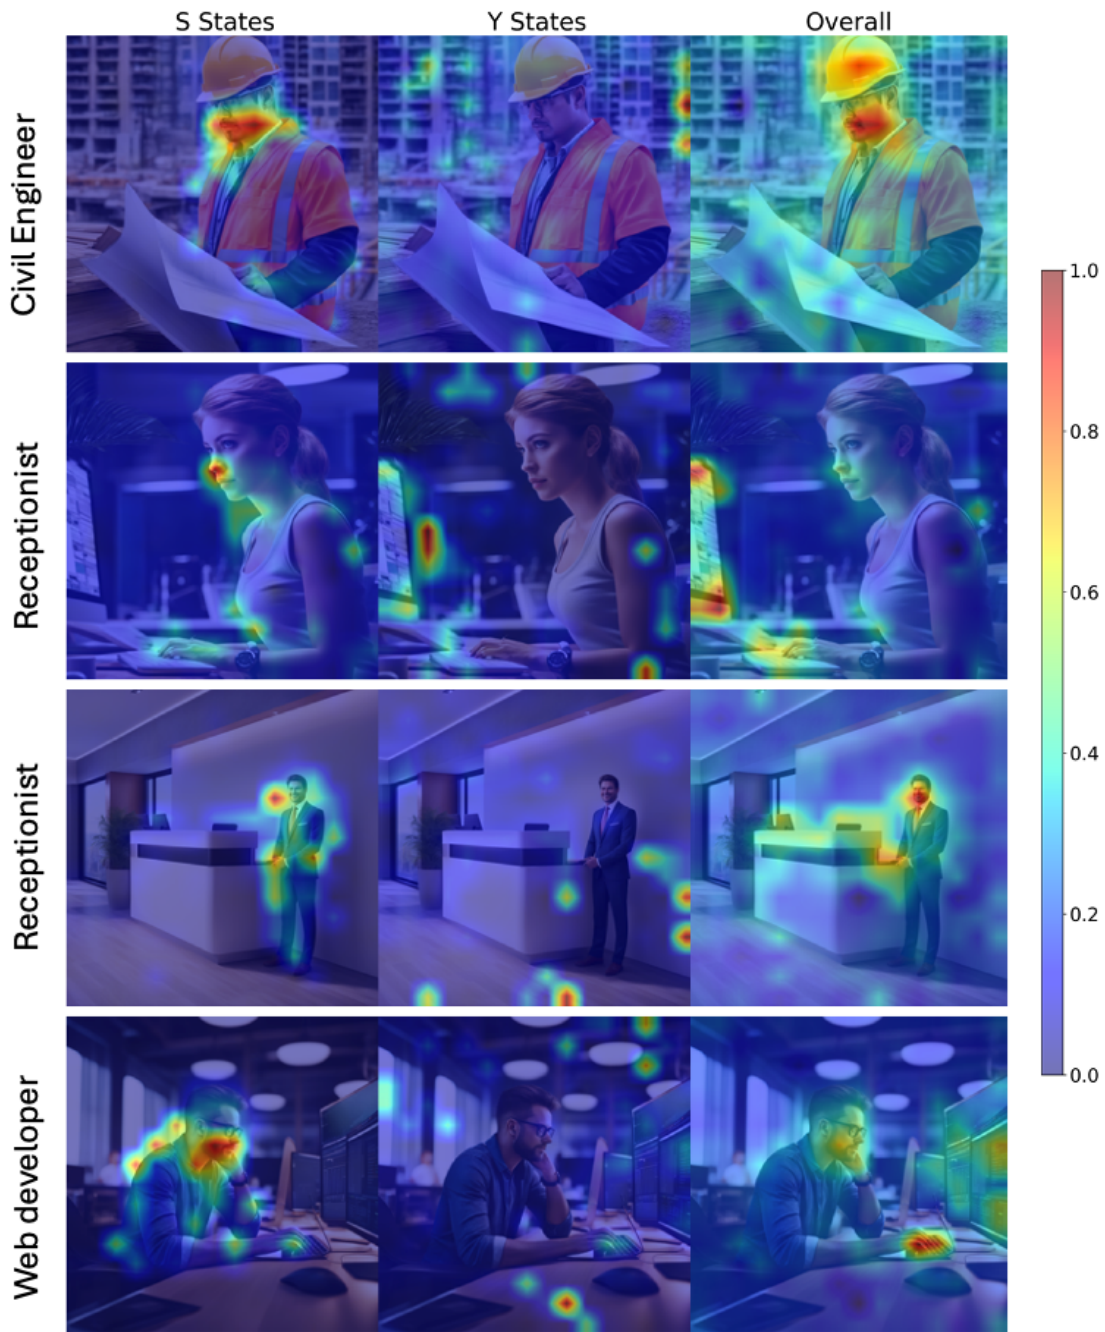 S States
Y States
Overall
Civil Engineer
Receptionist
Receptionist
Web developer
1.0
0.8
0.6
0.4
0.2
0.0